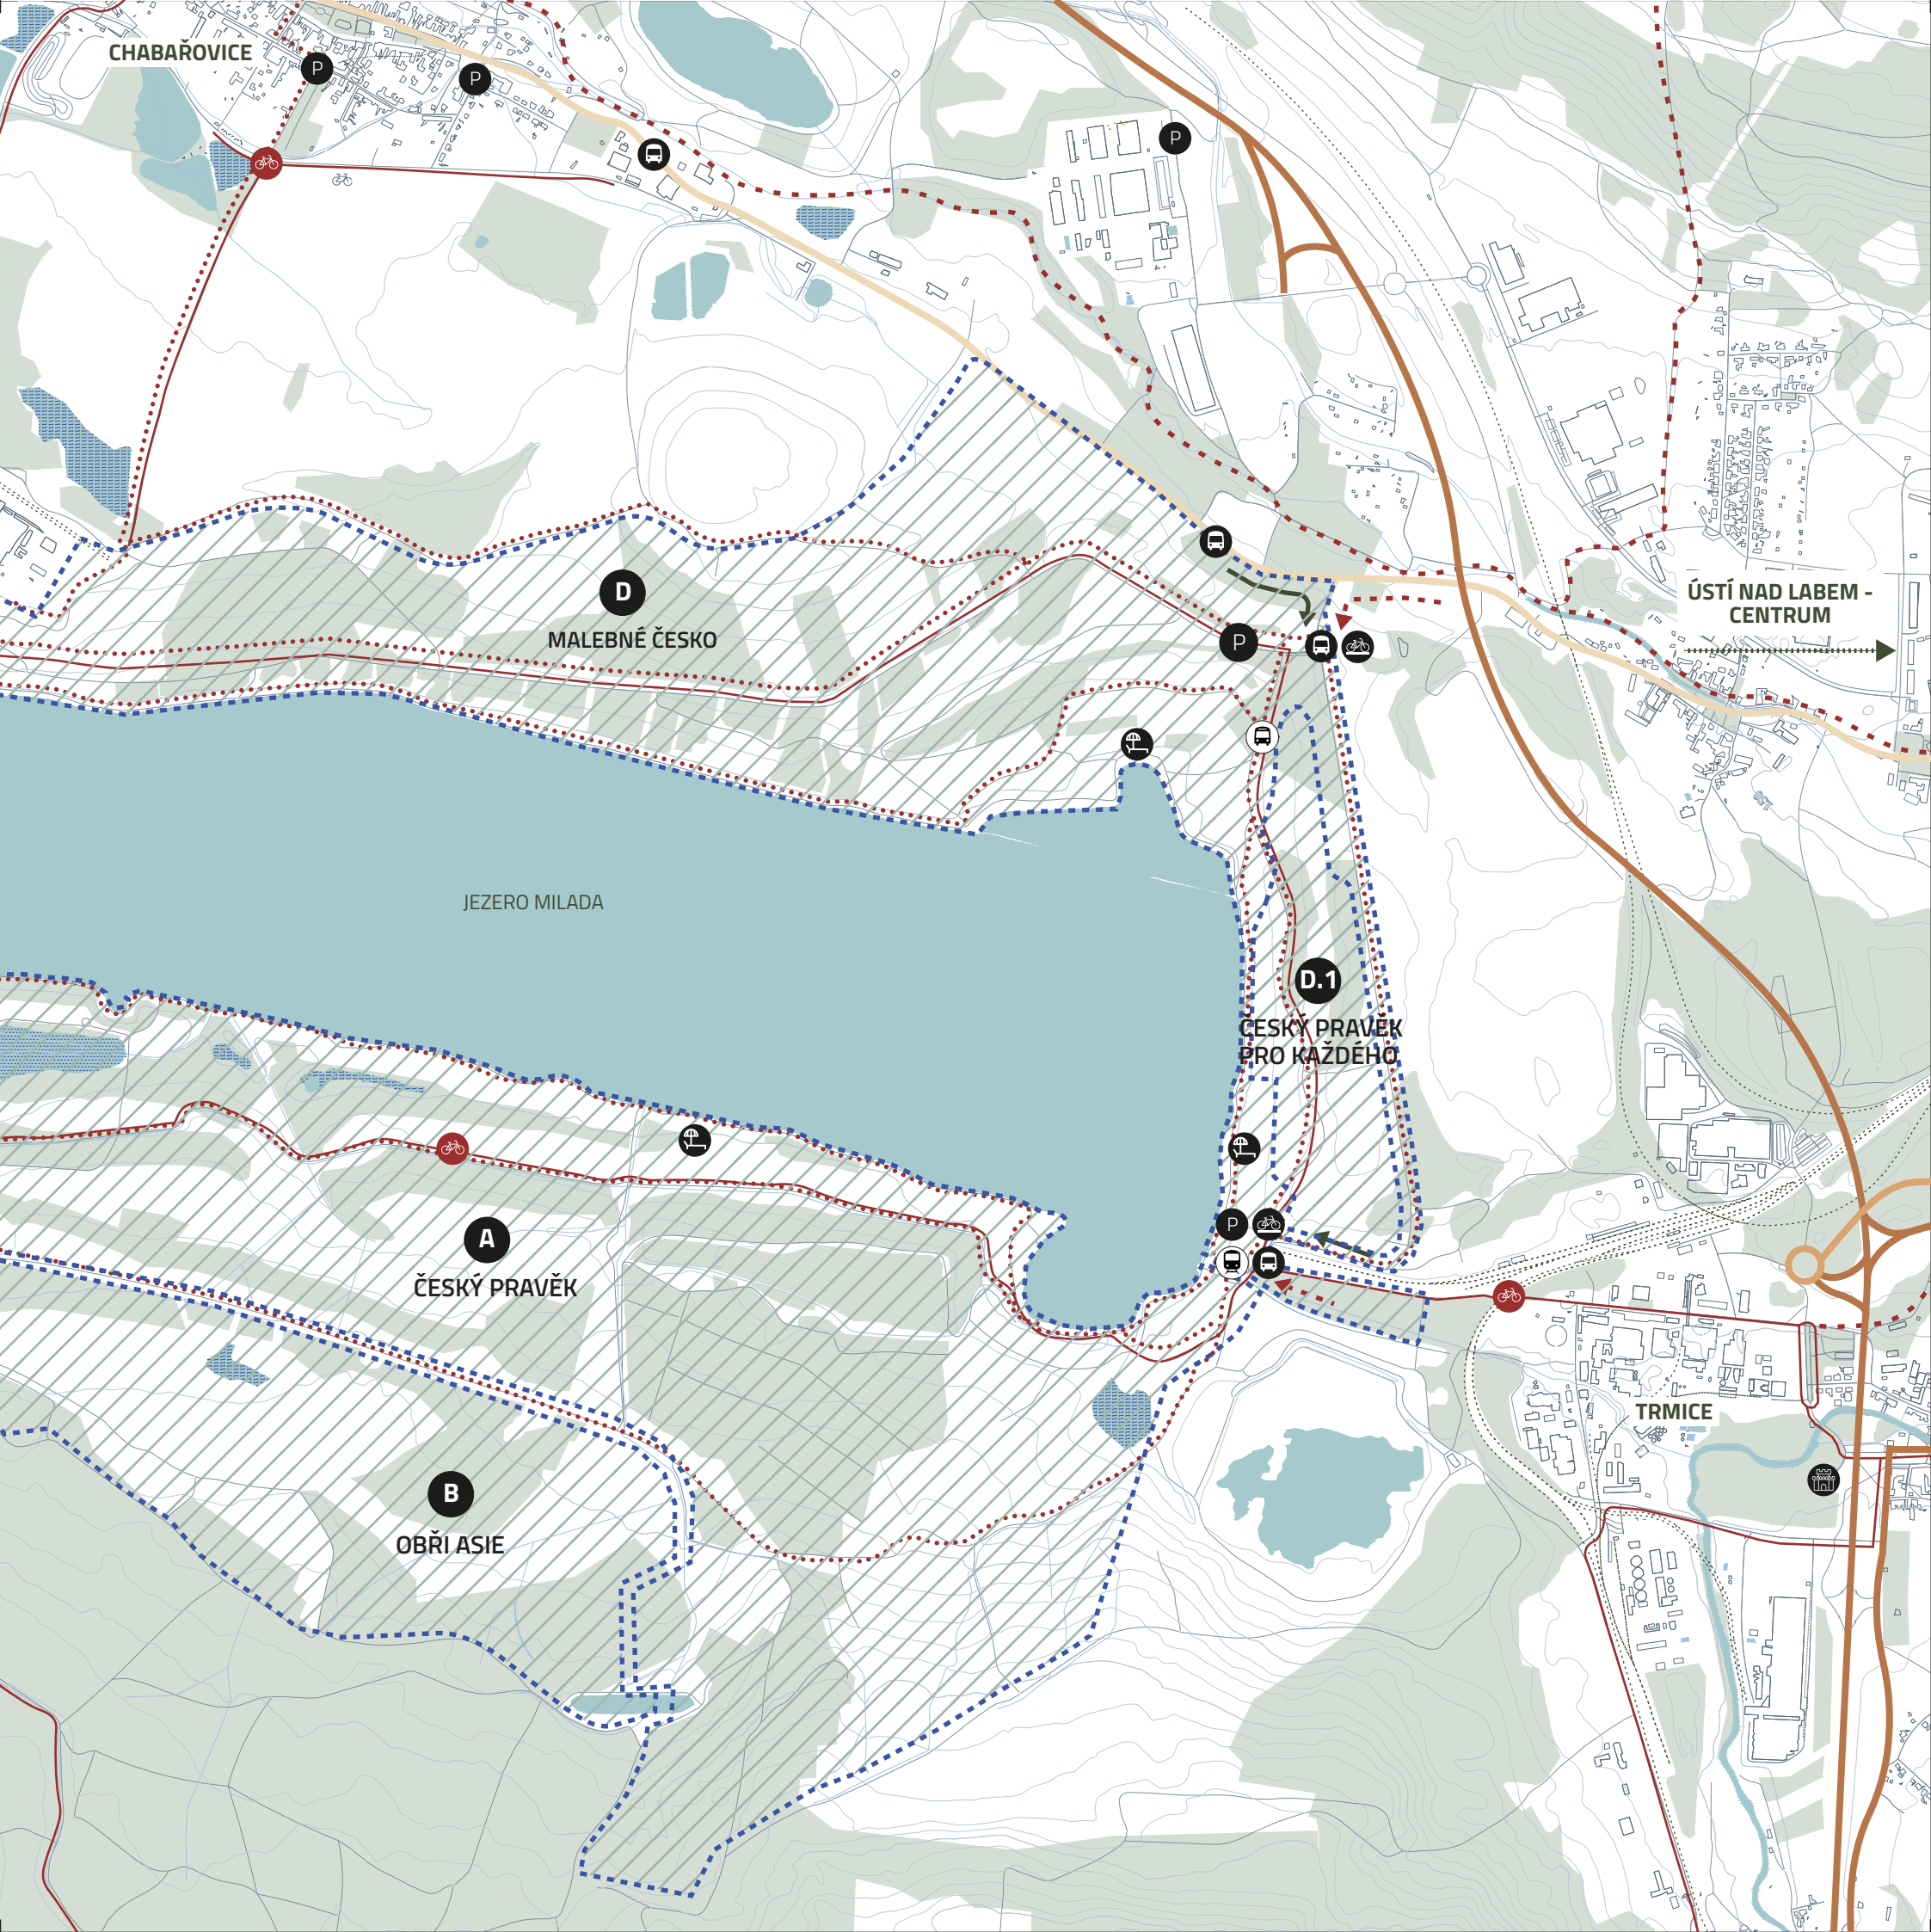 CHABAŘOVICE
P
P
P
ÚSTÍ NAD LABEM -
CENTRUM
D
MALEBNÉ ČESKO
P
JEZERO MILADA
D.1
ČESKÝ PRAVĚK
PRO KAŽDÉHO
A
ČESKÝ PRAVĚK
P
TRMICE
B
OBŘI ASIE